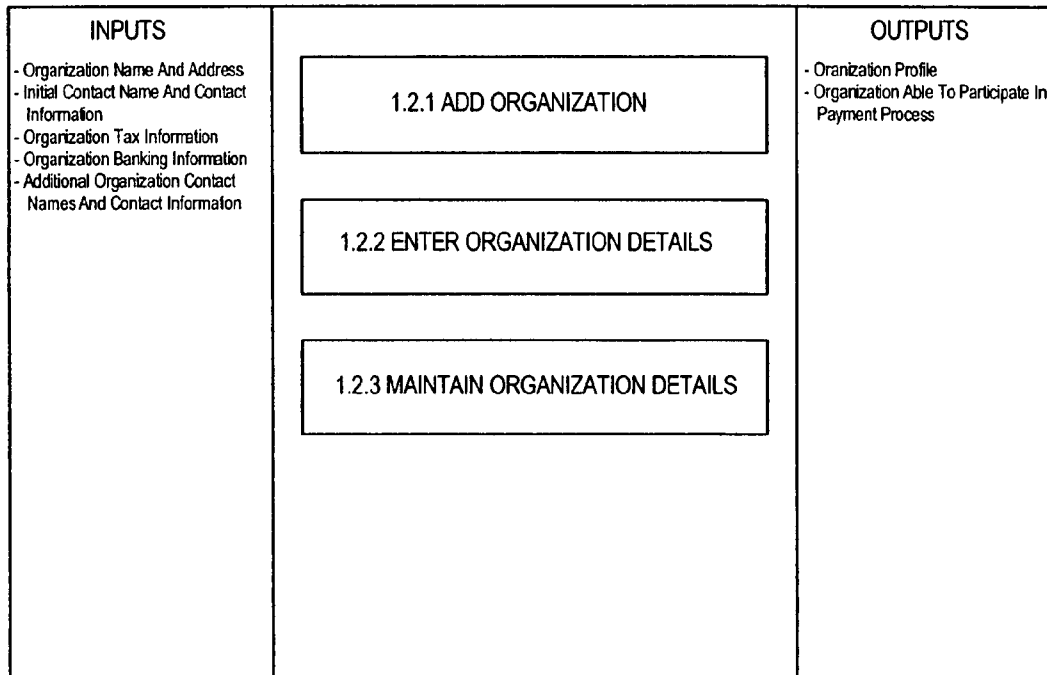 INPUTS
- Organization Name And Address
- Initial Contact Name And Contact
Information
- Organization Tax Information
- Organization Banking Information
- Additional Organization Contact
Names And Contact Informaton
1.2.1 ADD ORGANIZATION
1.2.2 ENTER ORGANIZATION DETAILS
1.2.3 MAINTAIN ORGANIZATION DETAILS
OUTPUTS
- Oranization Profile
- Organization Able To Participate In
Payment Process